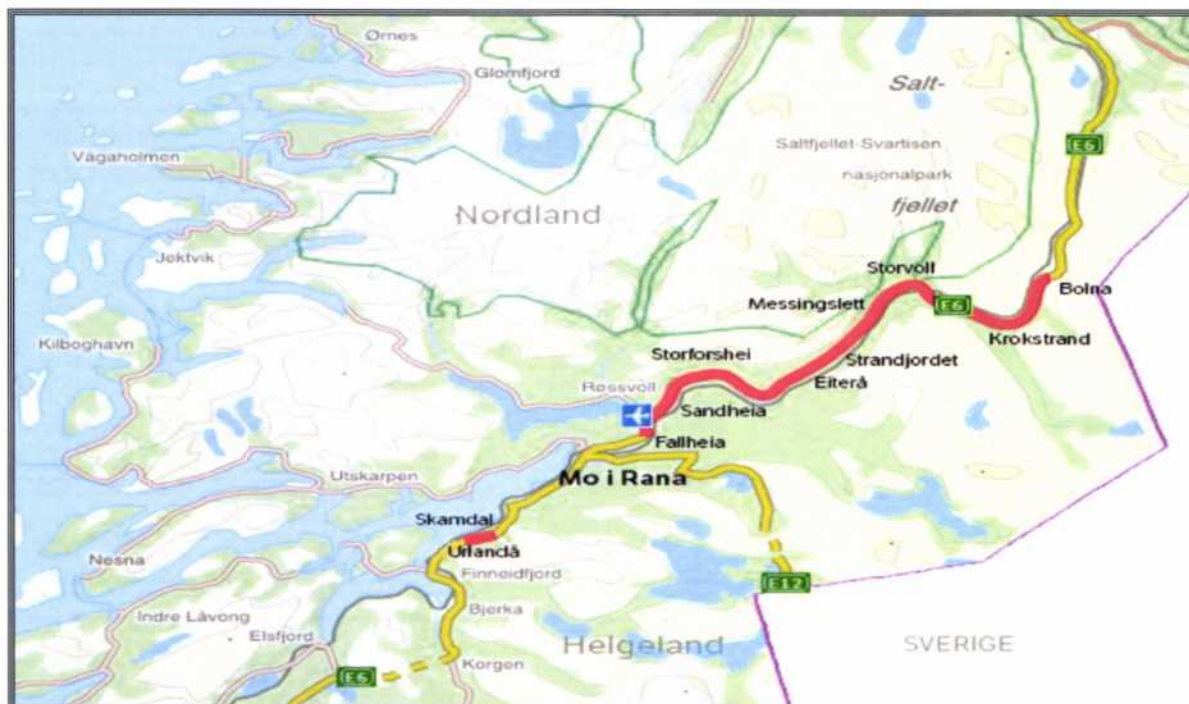 Ørnes
Glomfjord
Salt-
E6
Vågaholmen
Saltfjellet-Svartisen
nasjonalpark
fjellet
Nordland
Jektvik
Storvoll
Bolna
Messingslett
E6
Kilboghavn
Krokstrand
Storforshei
Strandjordet
Røssvoll
Eiterå
Sandheia
Fallheia
Utskarpen
Mo i Rana
Skamdal
Urlandå
Nesna
Finneidfjord
E12
Bjerka
Indre Låvong
Elsfjord
Helgeland
SVERIGE
Korgen
E6